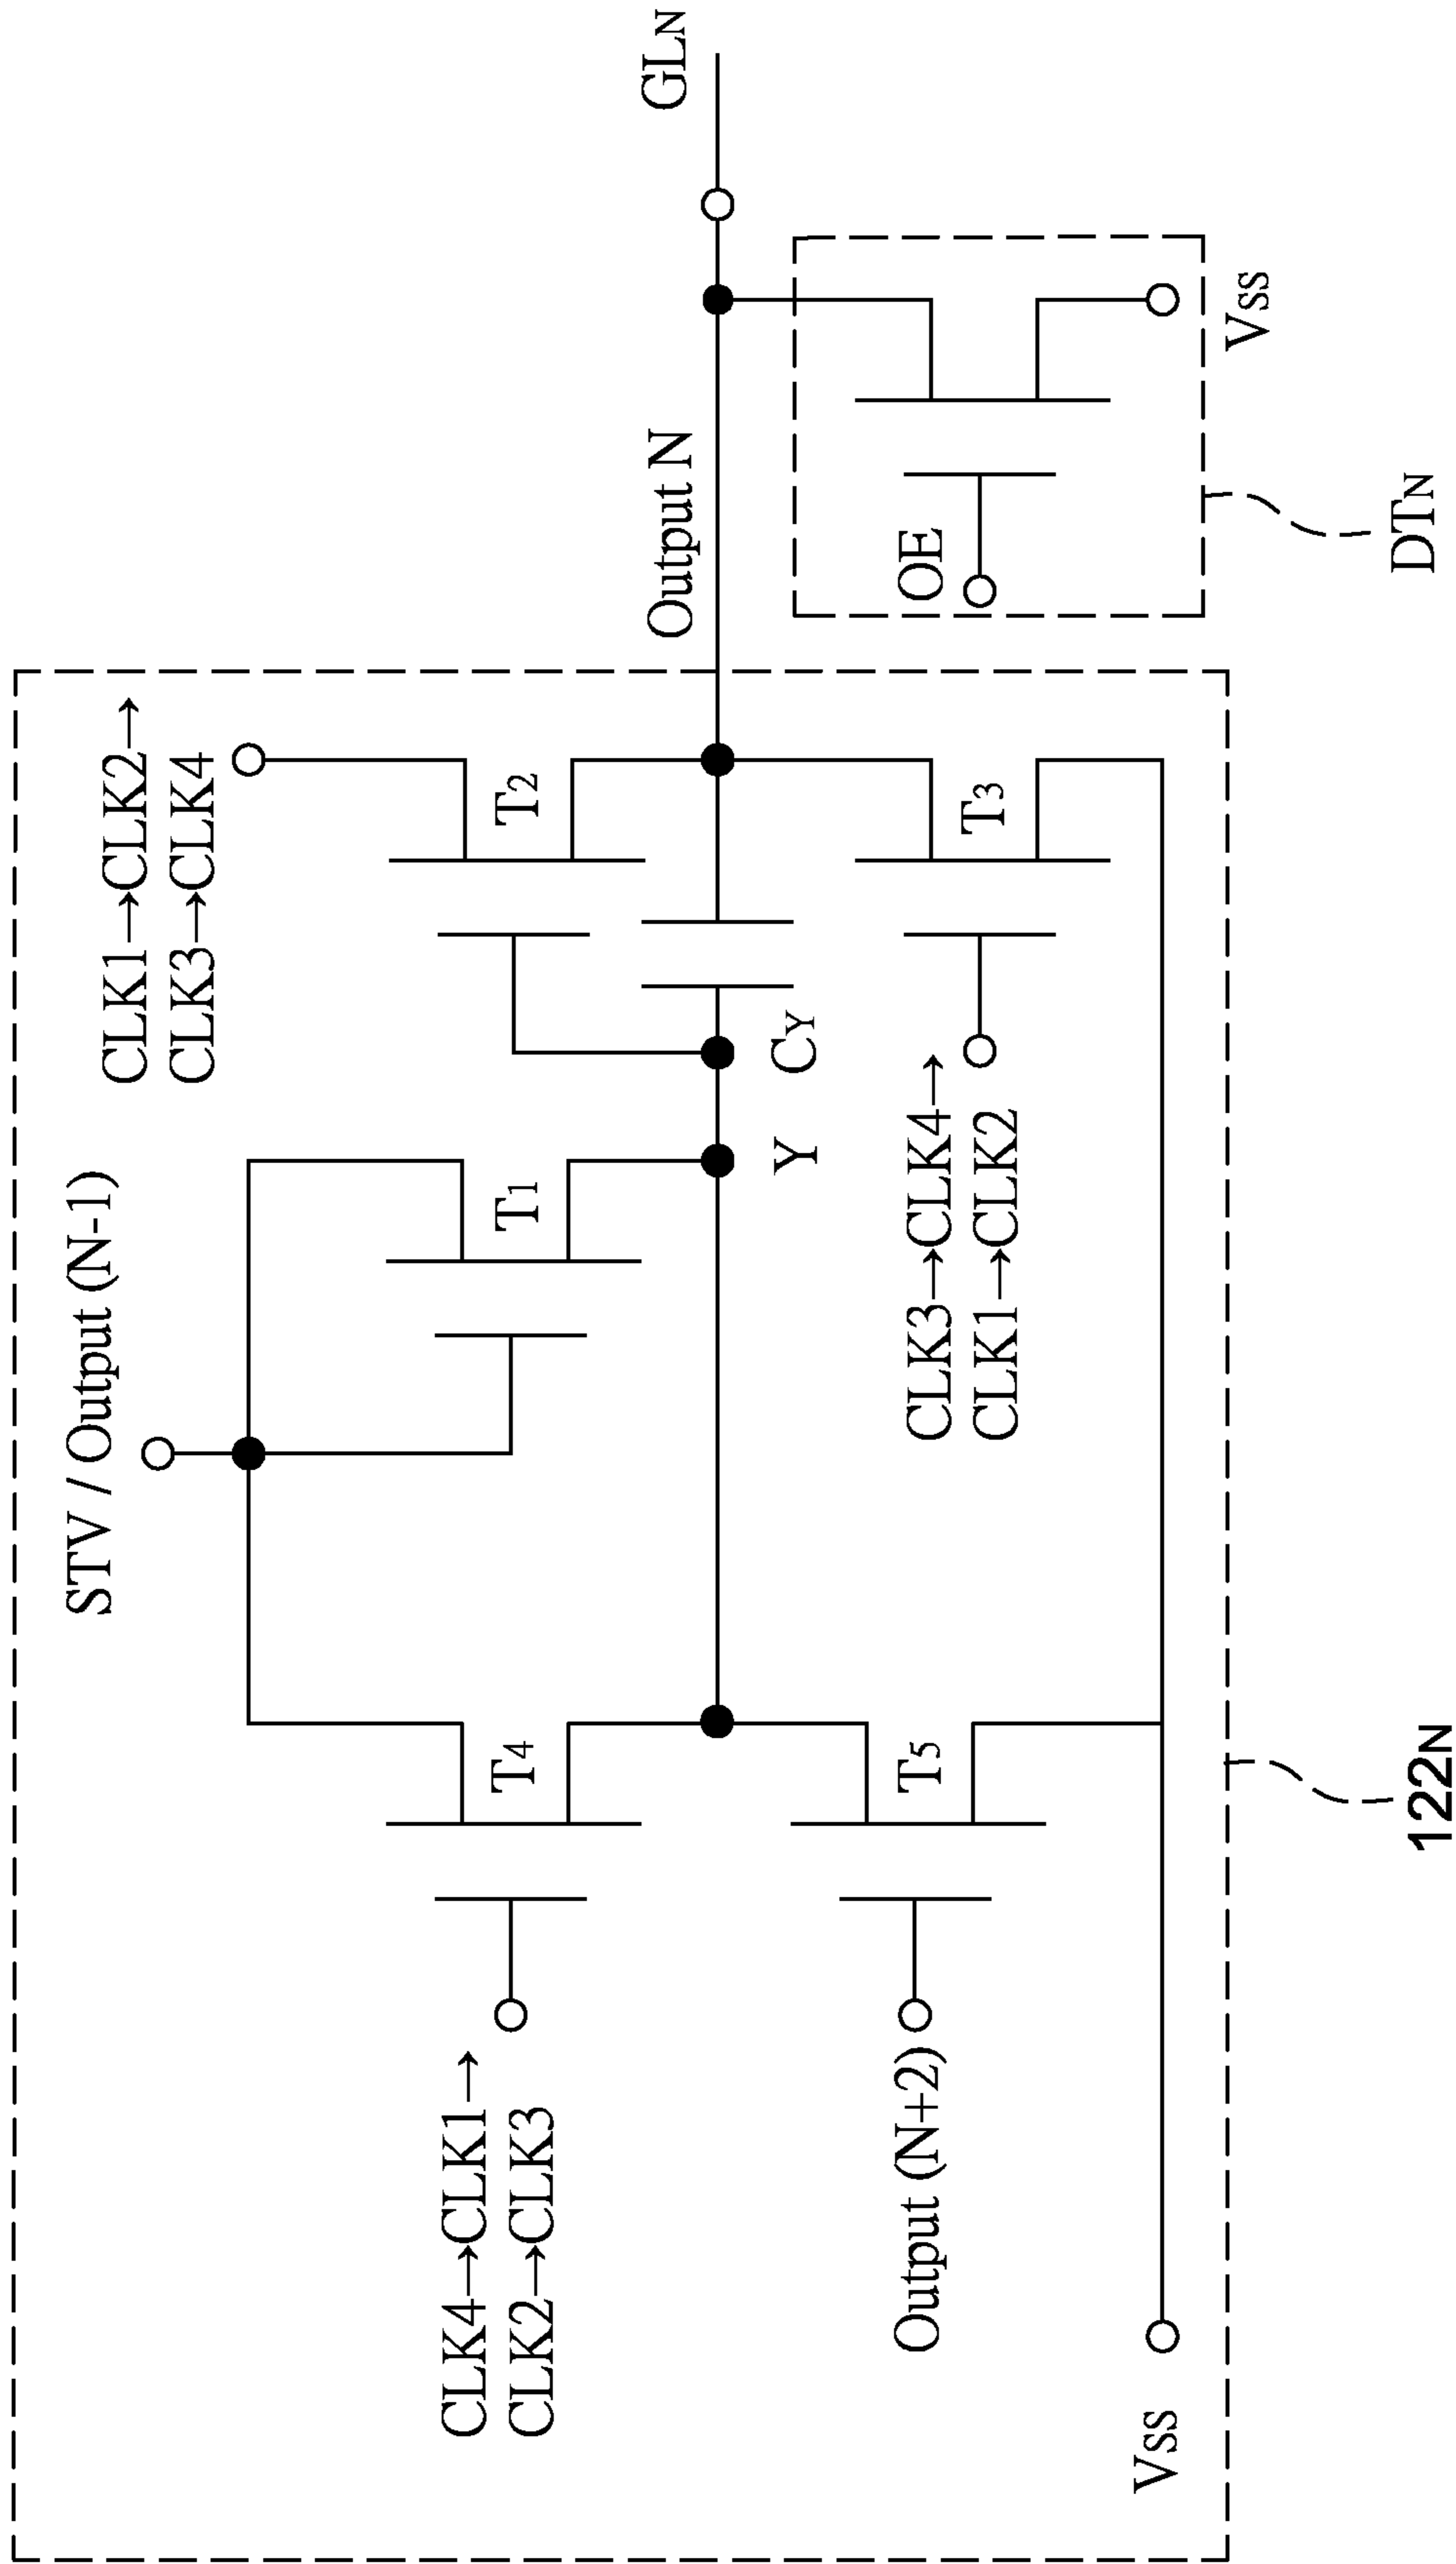 STV / Output (N-1)
CLK1→CLK2→
CLK3→CLK4
CLK4→CLK1→
CLK2→CLK3
T4
T1
T2
Output N
GLN
Y
CY
Output (N+2)
T5
CLK3→CLK4→
CLK1→CLK2
T3
OE
Vss
Vss
DTN
122N